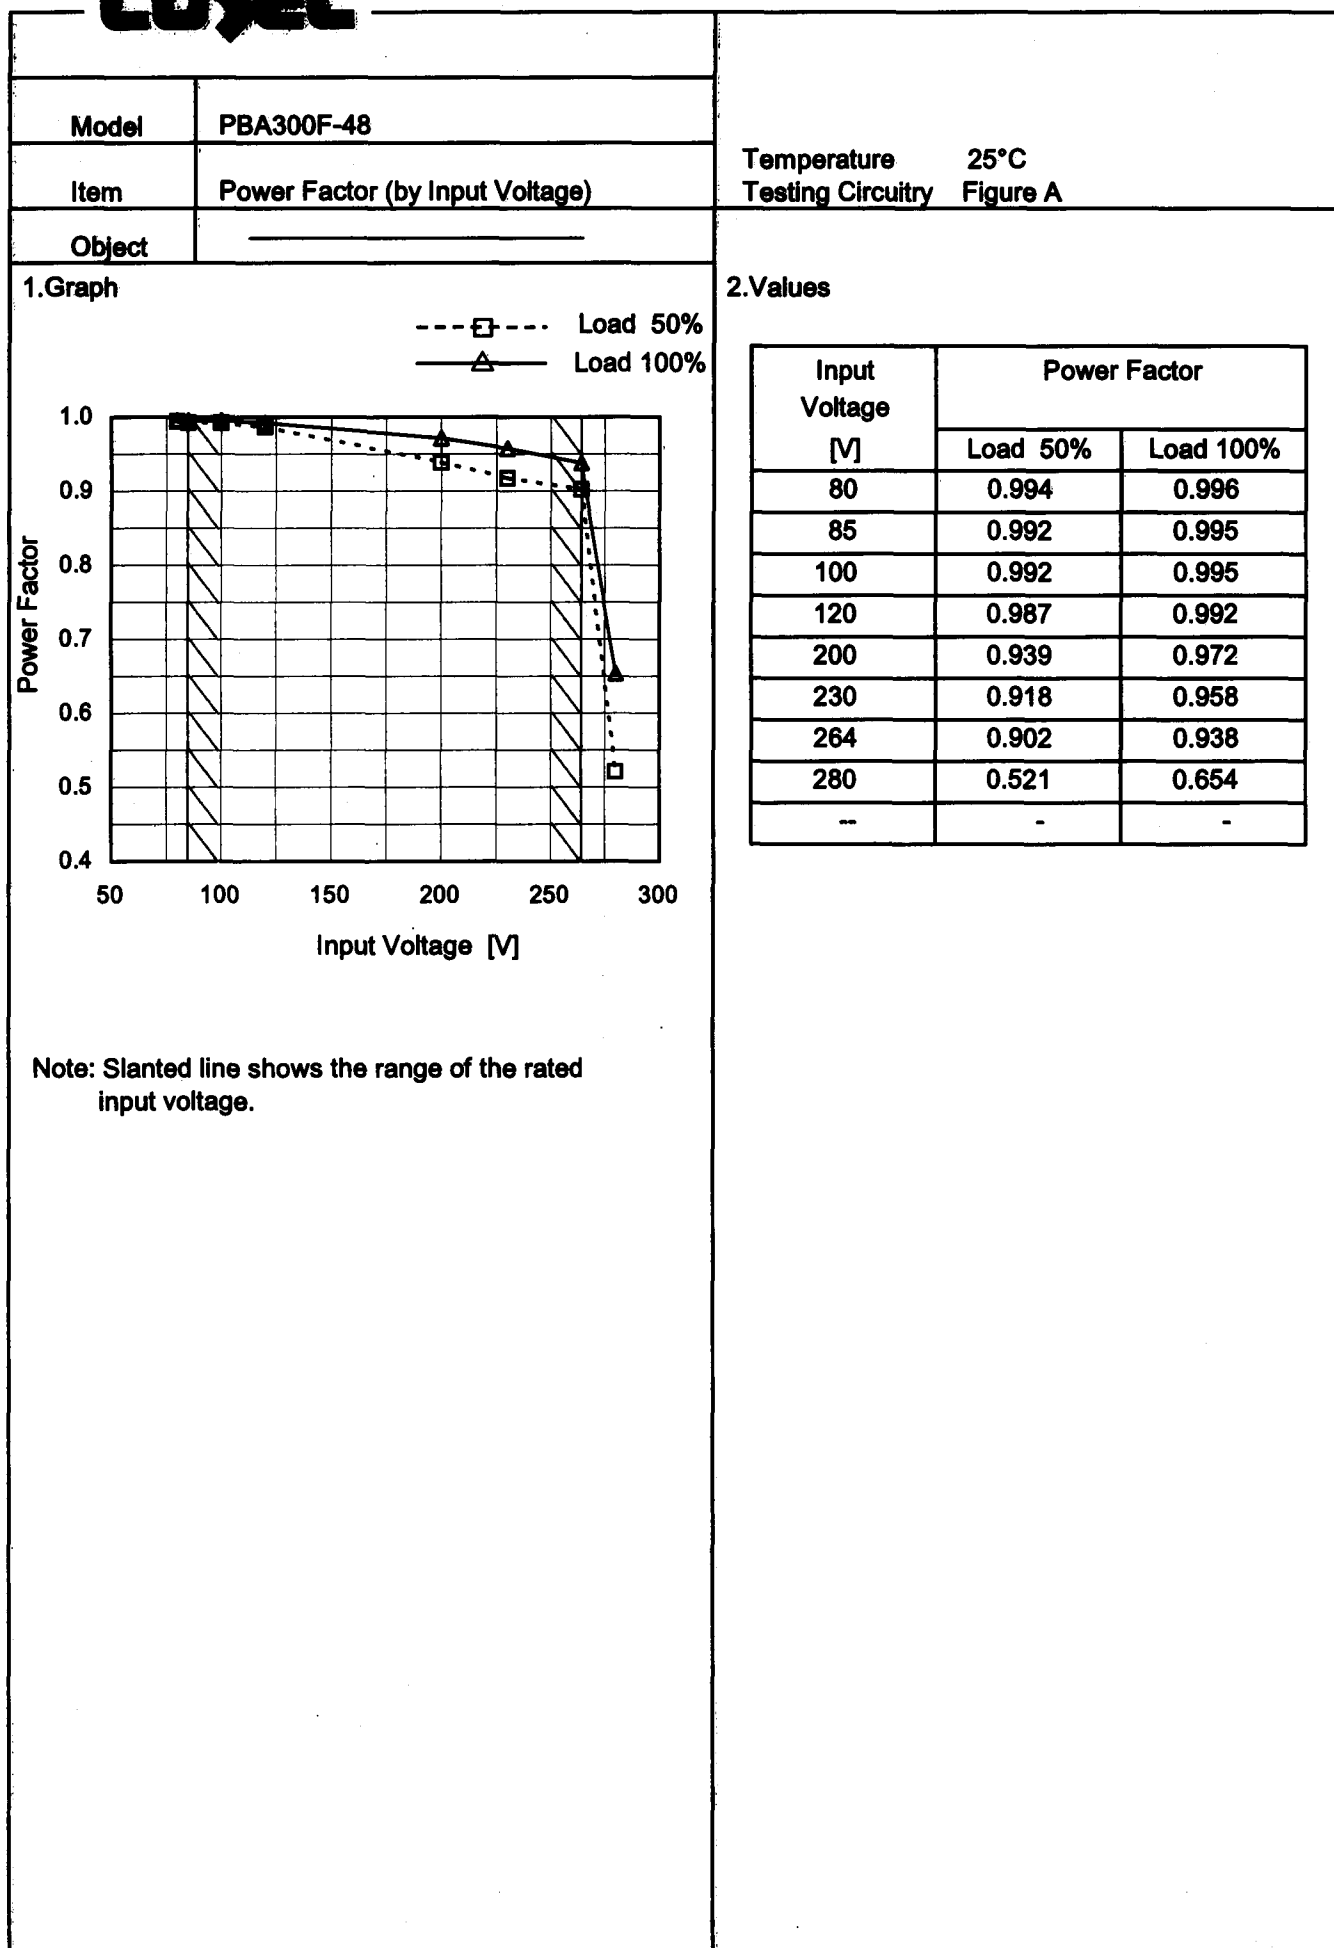 COSEL
Model PBA300F-48
Item Power Factor (by Input Voltage)
Object
Temperature 25°C
Testing Circuitry Figure A
1.Graph
Load 50%
Load 100%
1.0
0.9
0.8
0.7
0.6
0.5
0.4
Power Factor
50 100 150 200 250 300
Input Voltage [V]
Note: Slanted line shows the range of the rated
input voltage.
2.Values
Input Voltage [V] Power Factor
Load 50% Load 100%
80 0.994 0.996
85 0.992 0.995
100 0.992 0.995
120 0.987 0.992
200 0.939 0.972
230 0.918 0.958
264 0.902 0.938
280 0.521 0.654
-- - -